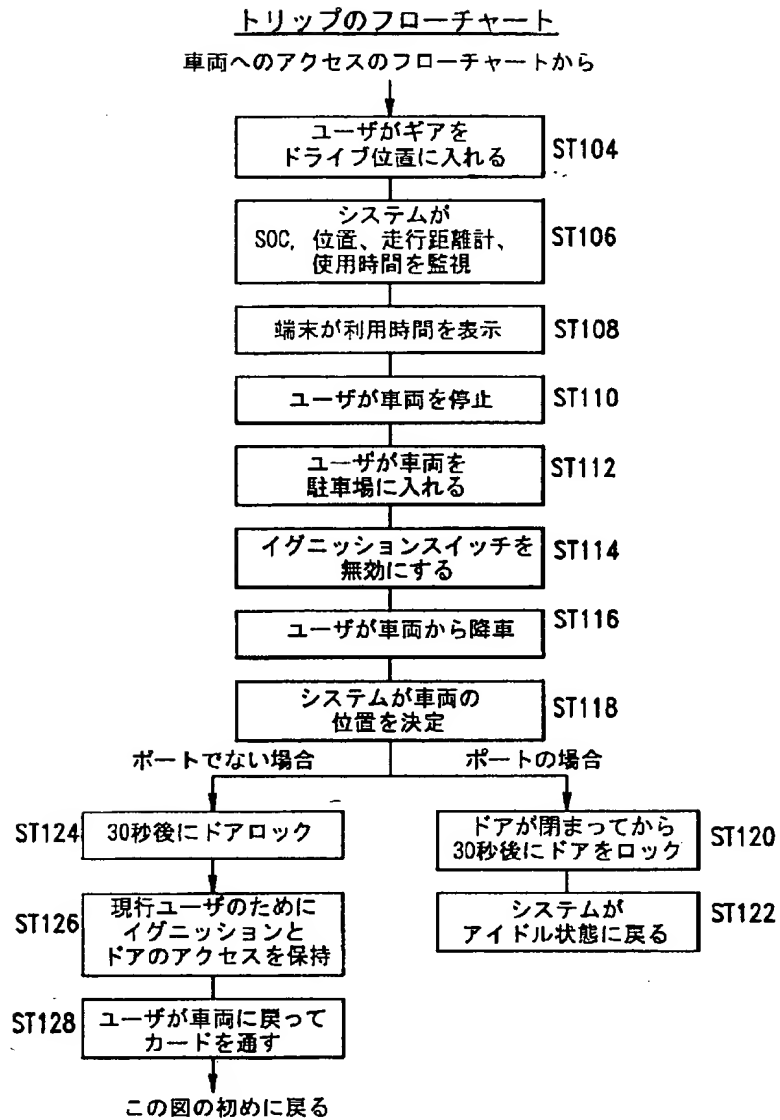 トリップのフローチャート
車両へのアクセスのフローチャートから
ユーザがギアを
ドライブ位置に入れる
ST104
システムが
SOC, 位置、走行距離計、
使用時間を監視
ST106
端末が利用時間を表示
ST108
ユーザが車両を停止
ST110
ユーザが車両を
駐車場に入れる
ST112
イグニッションスイッチを
無効にする
ST114
ユーザが車両から降車
ST116
システムが車両の
位置を決定
ST118
ポートでない場合
ポートの場合
ST124
30秒後にドアロック
ドアが閉まってから
30秒後にドアをロック
ST120
ST126
現行ユーザのために
イグニッションと
ドアのアクセスを保持
システムが
アイドル状態に戻る
ST122
ST128
ユーザが車両に戻って
カードを通す
この図の初めに戻る